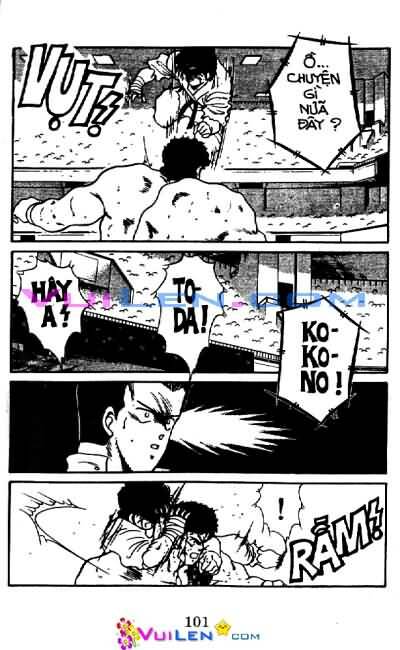 VỤT!
Ồ...
CHUYỆN
GÌ
NỮA
ĐÂY ?
HÂY
A!
TO-
DA!
KO-
KO-
NO!
VUILEN.COM
!
RẦM!
101
VUILEN.COM